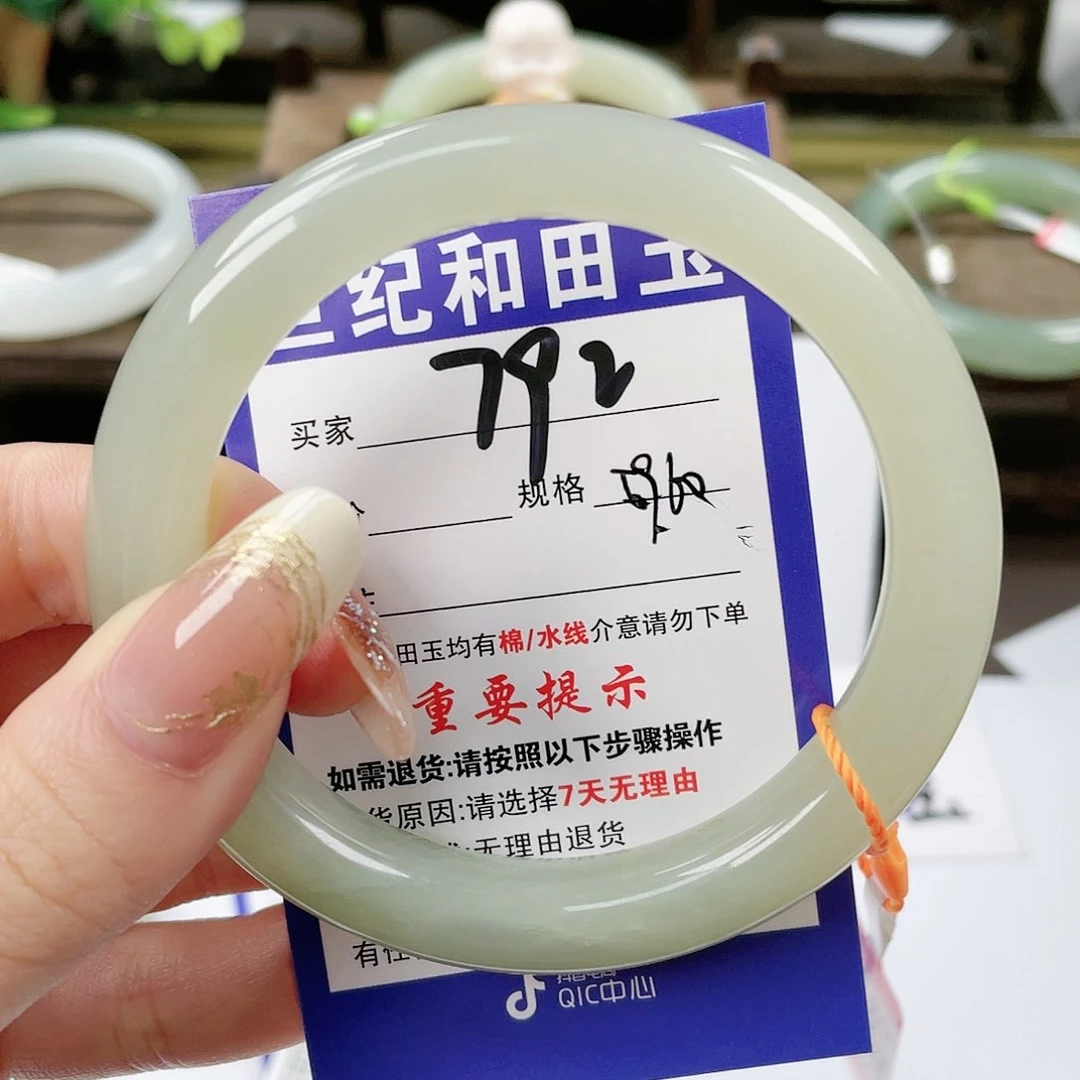 世纪和田玉
792
买家
规格
田玉均有棉/水线介意请勿下单
重要提示
如需退货:请按照以下步骤操作
货原因:请选择7天无理由
:无理由退货
有任
QIC中心